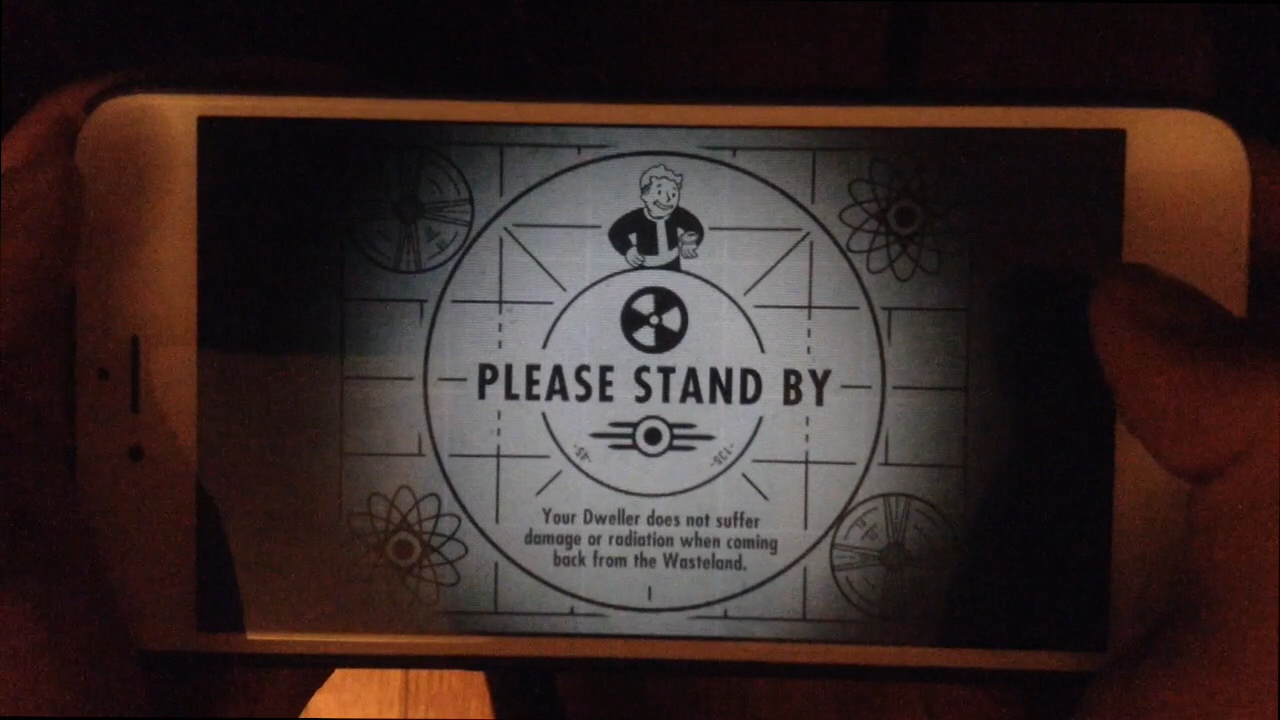 PLEASE STAND BY
Your Dweller does not suffer
damage or radiation when coming
back from the Wasteland.